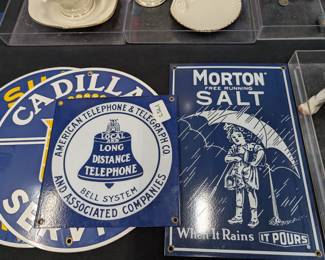 CADILLA
SERV
AMERICAN TELEPHONE & TELEGRAPH CO
LOCAL AND
LONG
DISTANCE
TELEPHONE
BELL SYSTEM
AND ASSOCIATED COMPANIES
MORTON
FREE RUNNING
SALT
When It Rains IT POURS